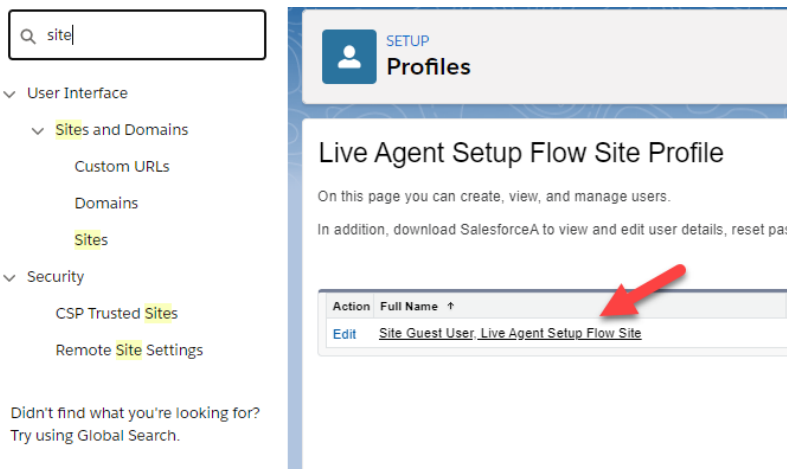 site
User Interface
Sites and Domains
Custom URLs
Domains
Sites
Security
CSP Trusted Sites
Remote Site Settings
Didn't find what you're looking for?
Try using Global Search.
SETUP
Profiles
Live Agent Setup Flow Site Profile
On this page you can create, view, and manage users.
In addition, download SalesforceA to view and edit user details, reset pas
Action Full Name ↑
Edit Site Guest User, Live Agent Setup Flow Site